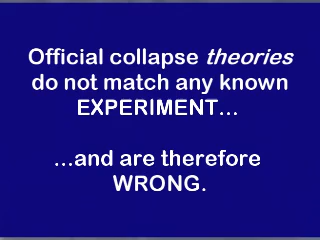 Official collapse theories
do not match any known
EXPERIMENT...
...and are therefore
WRONG.